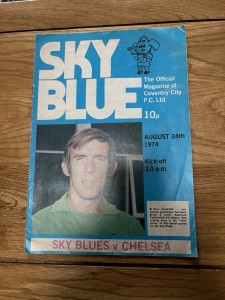 SKY
BLUE
The Official
Magazine of
Coventry City
F.C. Ltd.
10p
AUGUST 24th
1974
Kick-off
3.0 p.m.
SKY BLUES v CHELSEA